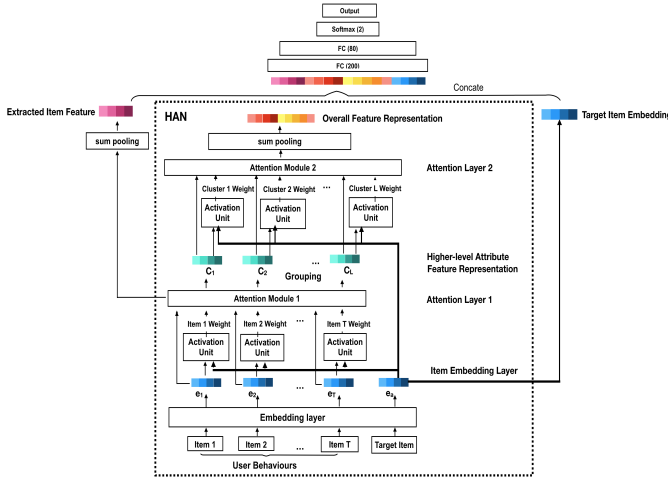 Output
Softmax (2)
FC (80)
FC (200)
Concate
Extracted Item Feature
Target Item Embedding
HAN
Overall Feature Representation
sum pooling
sum pooling
Attention Module 2
Attention Layer 2
Cluster 1 Weight
Cluster 2 Weight
...
Cluster L Weight
Activation
Unit
Activation
Unit
Activation
Unit
Higher-level Attribute
Feature Representation
C1
C2
...
CL
Grouping
Attention Module 1
Attention Layer 1
Item 1 Weight
Item 2 Weight
...
Item T Weight
Activation
Unit
Activation
Unit
Activation
Unit
Item Embedding Layer
e1
e2
...
eT
ea
Embedding layer
Item 1
Item 2
...
Item T
Target Item
User Behaviours